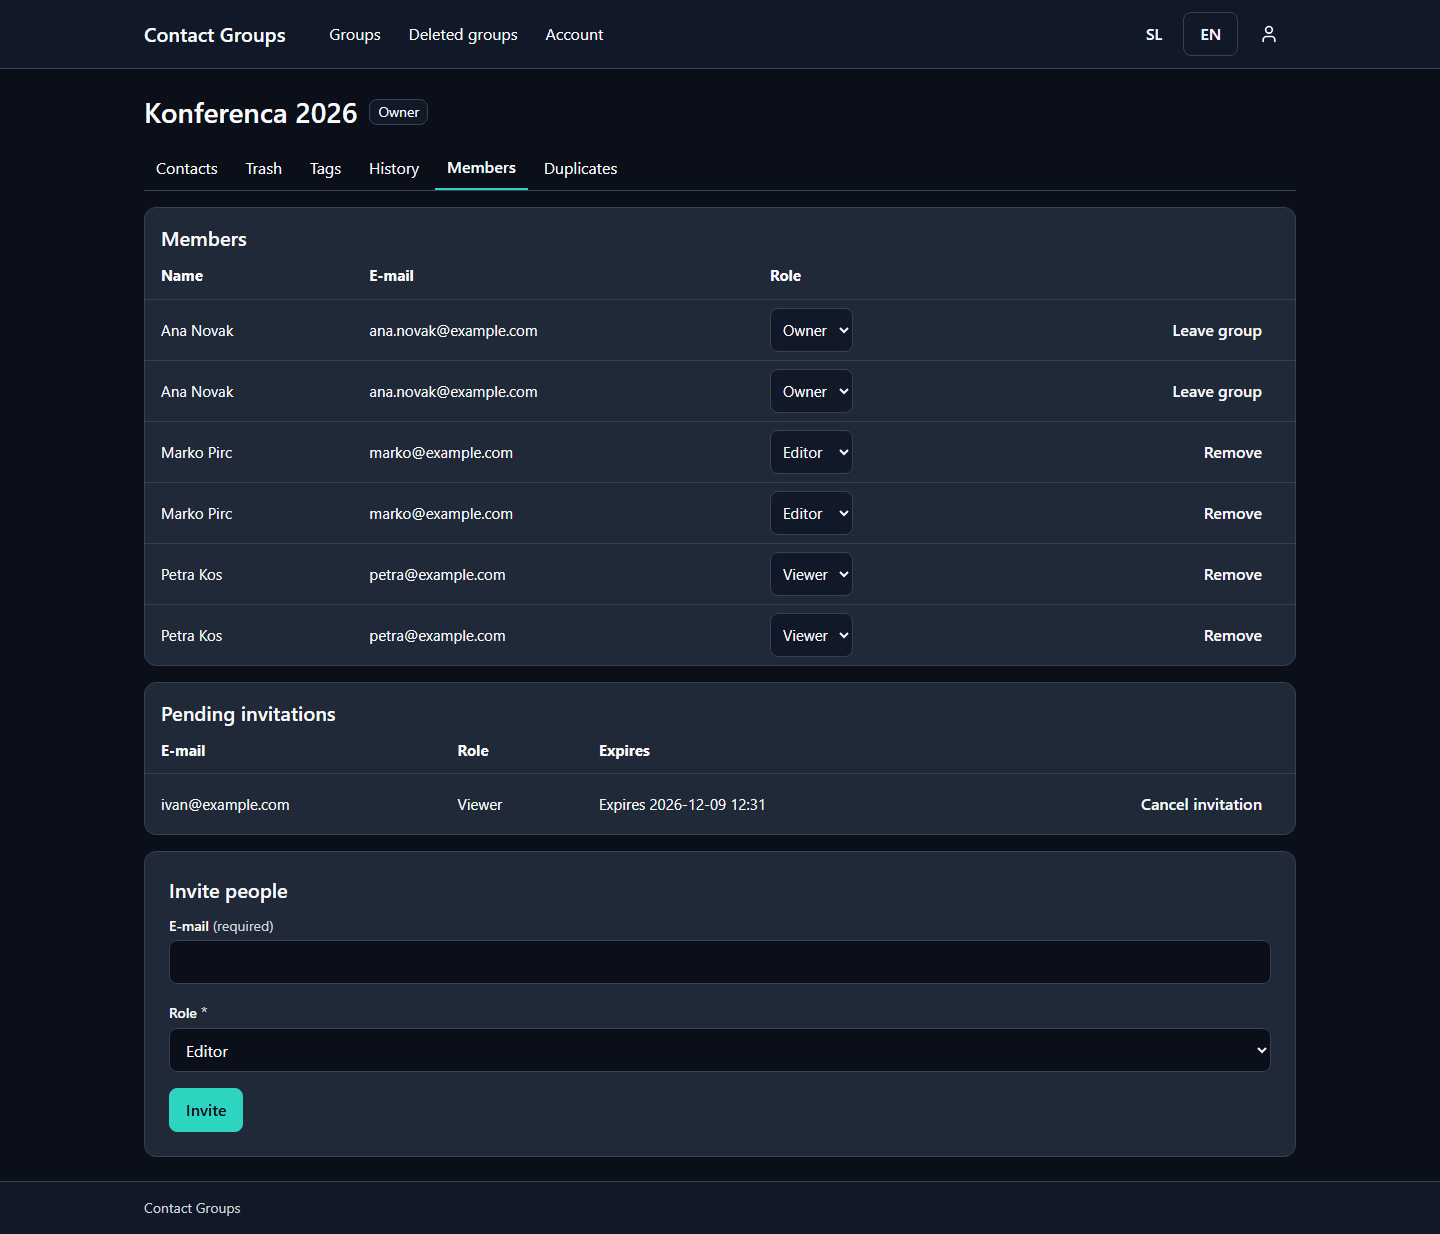 Contact Groups Groups Deleted groups Account SL EN
Konferenca 2026 Owner
Contacts Trash Tags History Members Duplicates
Members
Name E-mail Role
Ana Novak ana.novak@example.com Owner Leave group
Ana Novak ana.novak@example.com Owner Leave group
Marko Pirc marko@example.com Editor Remove
Marko Pirc marko@example.com Editor Remove
Petra Kos petra@example.com Viewer Remove
Petra Kos petra@example.com Viewer Remove
Pending invitations
E-mail Role Expires
ivan@example.com Viewer Expires 2026-12-09 12:31 Cancel invitation
Invite people
E-mail (required)
Role *
Editor
Invite
Contact Groups